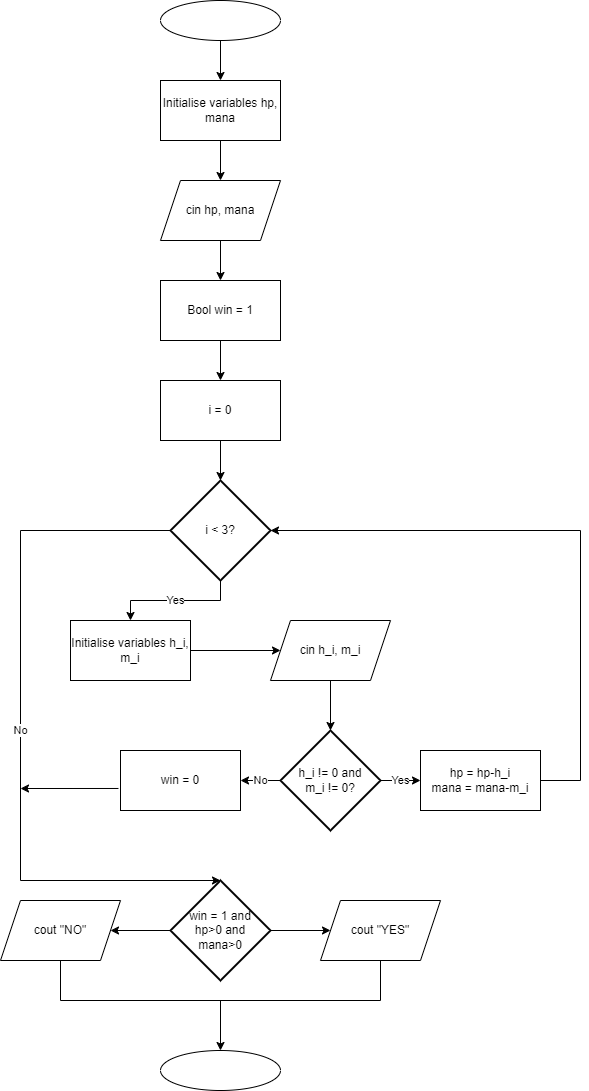 Initialise variables hp,
mana
cin hp, mana
Bool win = 1
i = 0
i < 3?
Yes
Initialise variables h_i,
m_i
cin h_i, m_i
No
win = 0
No
h_i != 0 and
m_i != 0?
Yes
hp = hp-h_i
mana = mana-m_i
cout "NO"
win = 1 and
hp>0 and
mana>0
cout "YES"